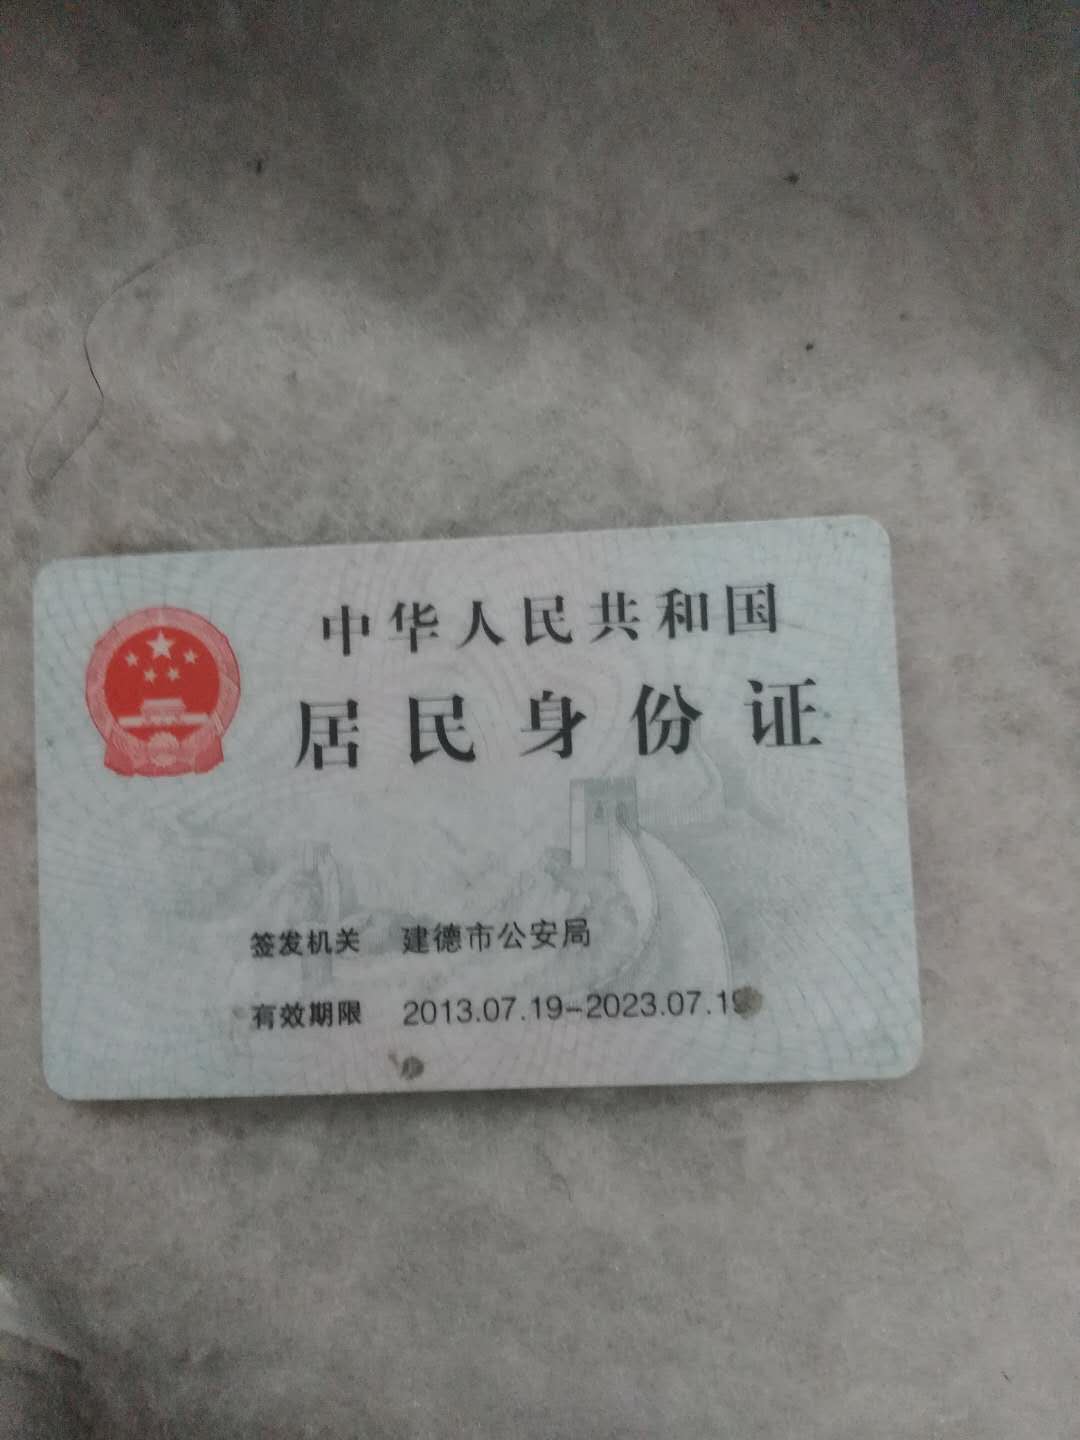 中华人民共和国
居民身份证
签发机关 建德市公安局
有效期限 2013.07.19-2023.07.19